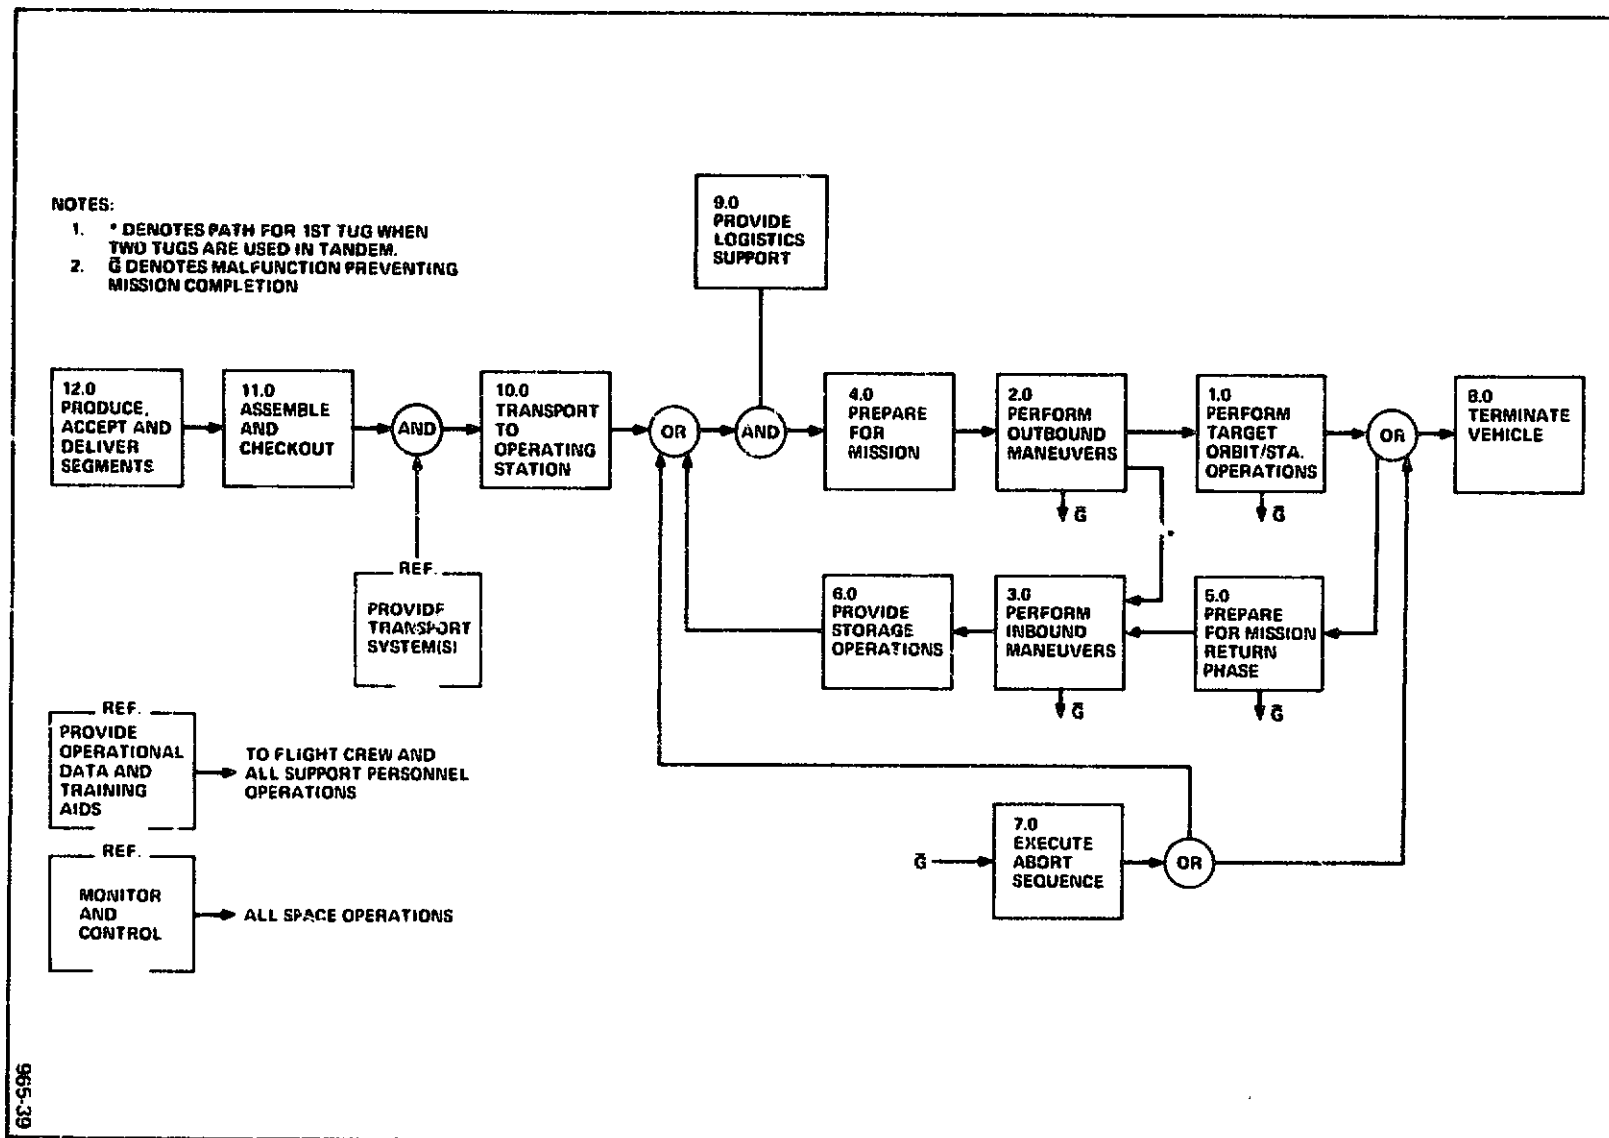 NOTES:
1. * DENOTES PATH FOR 1ST TUG WHEN
TWO TUGS ARE USED IN TANDEM.
2. G̅ DENOTES MALFUNCTION PREVENTING
MISSION COMPLETION
9.0
PROVIDE
LOGISTICS
SUPPORT
12.0
PRODUCE,
ACCEPT AND
DELIVER
SEGMENTS
11.0
ASSEMBLE
AND
CHECKOUT
AND
10.0
TRANSPORT
TO
OPERATING
STATION
OR
AND
4.0
PREPARE
FOR
MISSION
2.0
PERFORM
OUTBOUND
MANEUVERS
G̅
1.0
PERFORM
TARGET
ORBIT/STA.
OPERATIONS
G̅
OR
8.0
TERMINATE
VEHICLE
*
REF.
PROVIDE
TRANSPORT
SYSTEM(S)
6.0
PROVIDE
STORAGE
OPERATIONS
3.0
PERFORM
INBOUND
MANEUVERS
G̅
5.0
PREPARE
FOR MISSION
RETURN
PHASE
G̅
REF.
PROVIDE
OPERATIONAL
DATA AND
TRAINING
AIDS
TO FLIGHT CREW AND
ALL SUPPORT PERSONNEL
OPERATIONS
G̅
7.0
EXECUTE
ABORT
SEQUENCE
OR
REF.
MONITOR
AND
CONTROL
ALL SPACE OPERATIONS
965-39